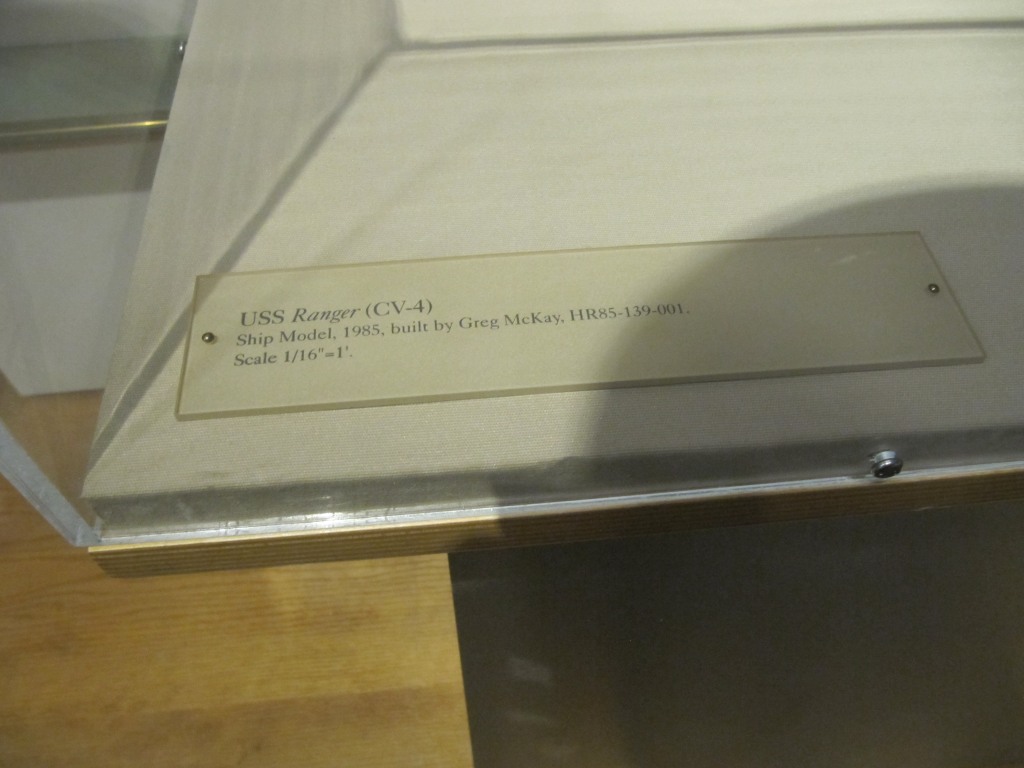 USS Ranger (CV-4)
Ship Model, 1985, built by Greg McKay, HR85-139-001.
Scale 1/16"=1'.